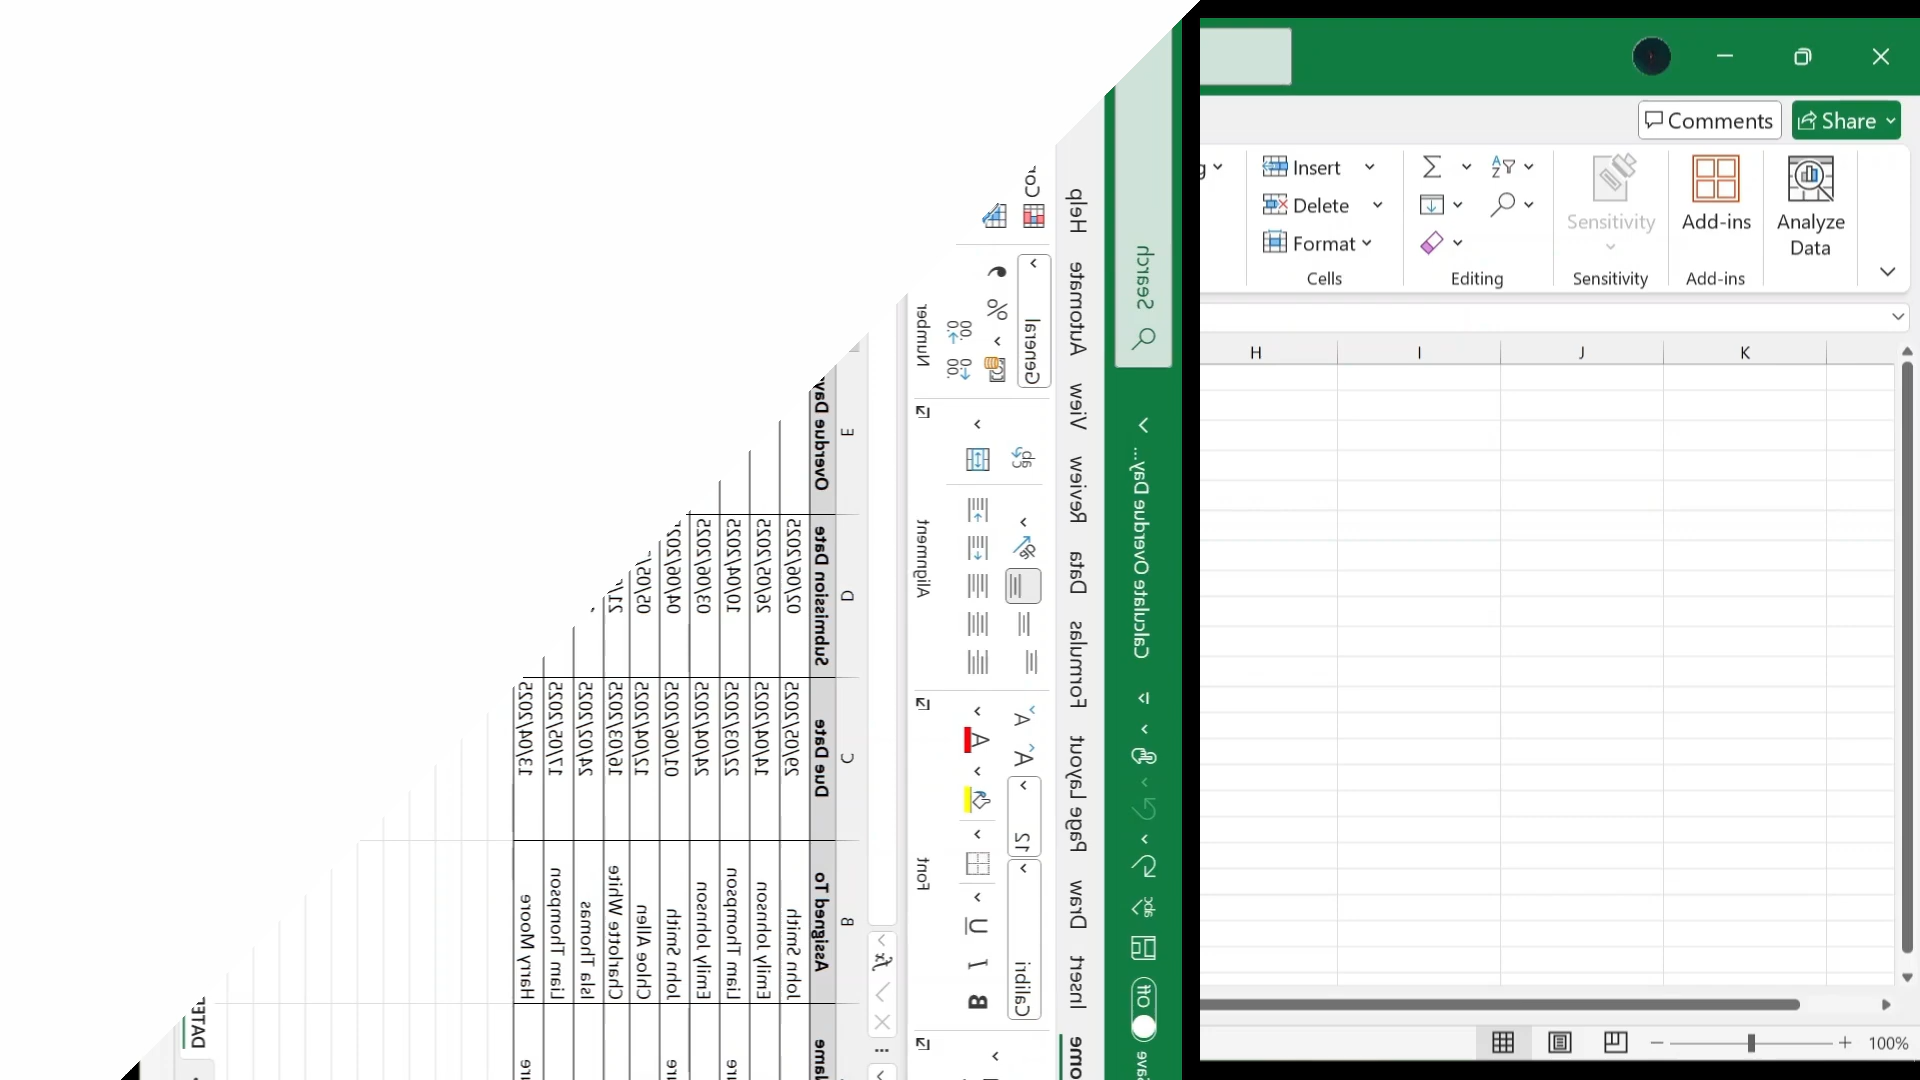 Comments
Share
Insert
Delete
Format
Cells
Editing
Sensitivity
Sensitivity
Add-ins
Add-ins
Analyze
Data
H I J K
100%
Search
Calculate Overdue Day...
Off
Help
Automate
View
Review
Data
Formulas
Page Layout
Draw
Insert
General
Number
Alignment
Font
Calibri
12
B I U
E D C B
Submission Date
Due Date
Assigned To
02/06/2025 29/05/2025 John Smith
26/05/2025 14/04/2025 Emily Johnson
10/04/2025 22/03/2025 Liam Thompson
03/06/2025 24/04/2025 Emily Johnson
04/06/2025 01/06/2025 John Smith
12/04/2025 Chloe Allen
16/03/2025 Charlotte White
24/02/2025 Isla Thomas
17/05/2025 Liam Thompson
13/04/2025 Harry Moore